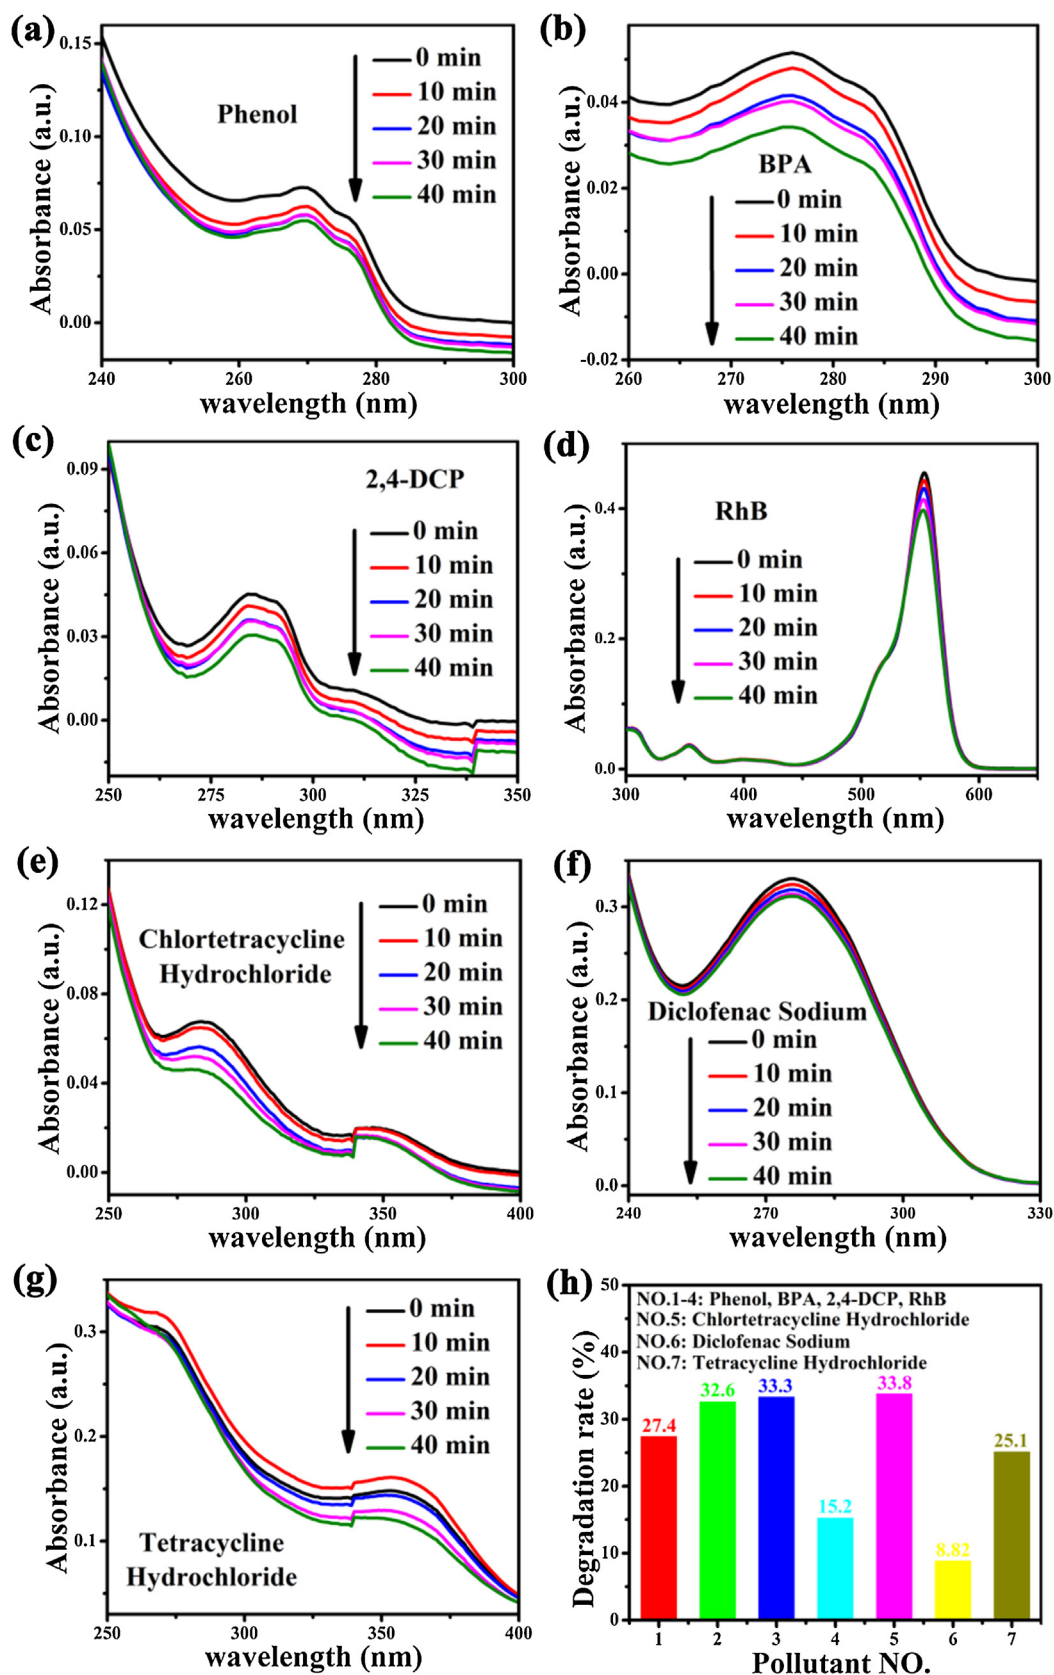 (a)
0.15
0.10
0.05
0.00
Absorbance (a.u.)
Phenol
0 min
10 min
20 min
30 min
40 min
240
260
280
300
wavelength (nm)
(b)
0.04
0.02
0.00
-0.02
Absorbance (a.u.)
BPA
0 min
10 min
20 min
30 min
40 min
260
270
280
290
300
wavelength (nm)
(c)
0.09
0.06
0.03
0.00
Absorbance (a.u.)
2,4-DCP
0 min
10 min
20 min
30 min
40 min
250
275
300
325
350
wavelength (nm)
(d)
0.4
0.2
0.0
Absorbance (a.u.)
RhB
0 min
10 min
20 min
30 min
40 min
300
400
500
600
wavelength (nm)
(e)
0.12
0.08
0.04
0.00
Absorbance (a.u.)
Chlortetracycline
Hydrochloride
0 min
10 min
20 min
30 min
40 min
250
300
350
400
wavelength (nm)
(f)
0.3
0.2
0.1
0.0
Absorbance (a.u.)
Diclofenac Sodium
0 min
10 min
20 min
30 min
40 min
240
270
300
330
wavelength (nm)
(g)
0.3
0.2
0.1
Absorbance (a.u.)
0 min
10 min
20 min
30 min
40 min
Tetracycline
Hydrochloride
250
300
350
400
wavelength (nm)
(h)
50
40
30
20
10
0
Degradation rate (%)
NO.1-4: Phenol, BPA, 2,4-DCP, RhB
NO.5: Chlortetracycline Hydrochloride
NO.6: Diclofenac Sodium
NO.7: Tetracycline Hydrochloride
27.4
32.6
33.3
15.2
33.8
8.82
25.1
1
2
3
4
5
6
7
Pollutant NO.